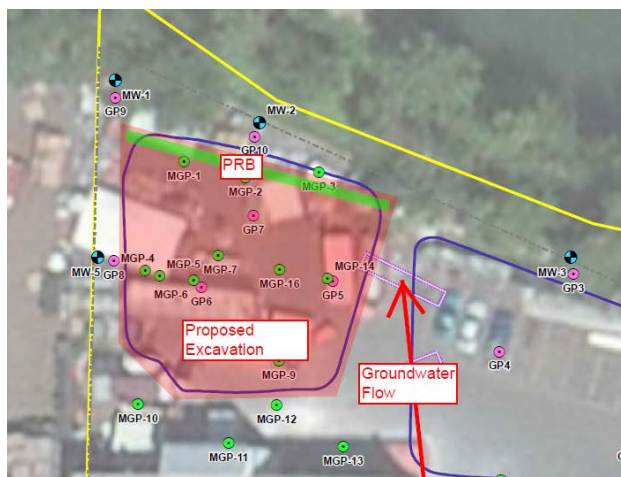 MW-1
GP9
MW-2
GP10
PRB
MGP-1
MGP-2
MGP-3
GP7
MGP-4
MW-5
GP8
MGP-5
MGP-7
MGP-14
MW-3
MGP-6
GP6
MGP-16
GP5
GP3
Proposed
Excavation
GP4
MGP-9
Groundwater
Flow
MGP-10
MGP-12
MGP-11
MGP-13